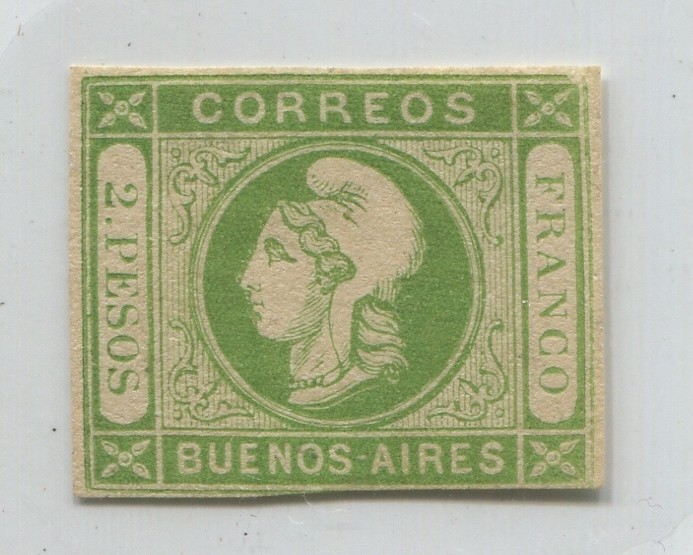 CORREOS
2. PESOS
FRANCO
BUENOS-AIRES